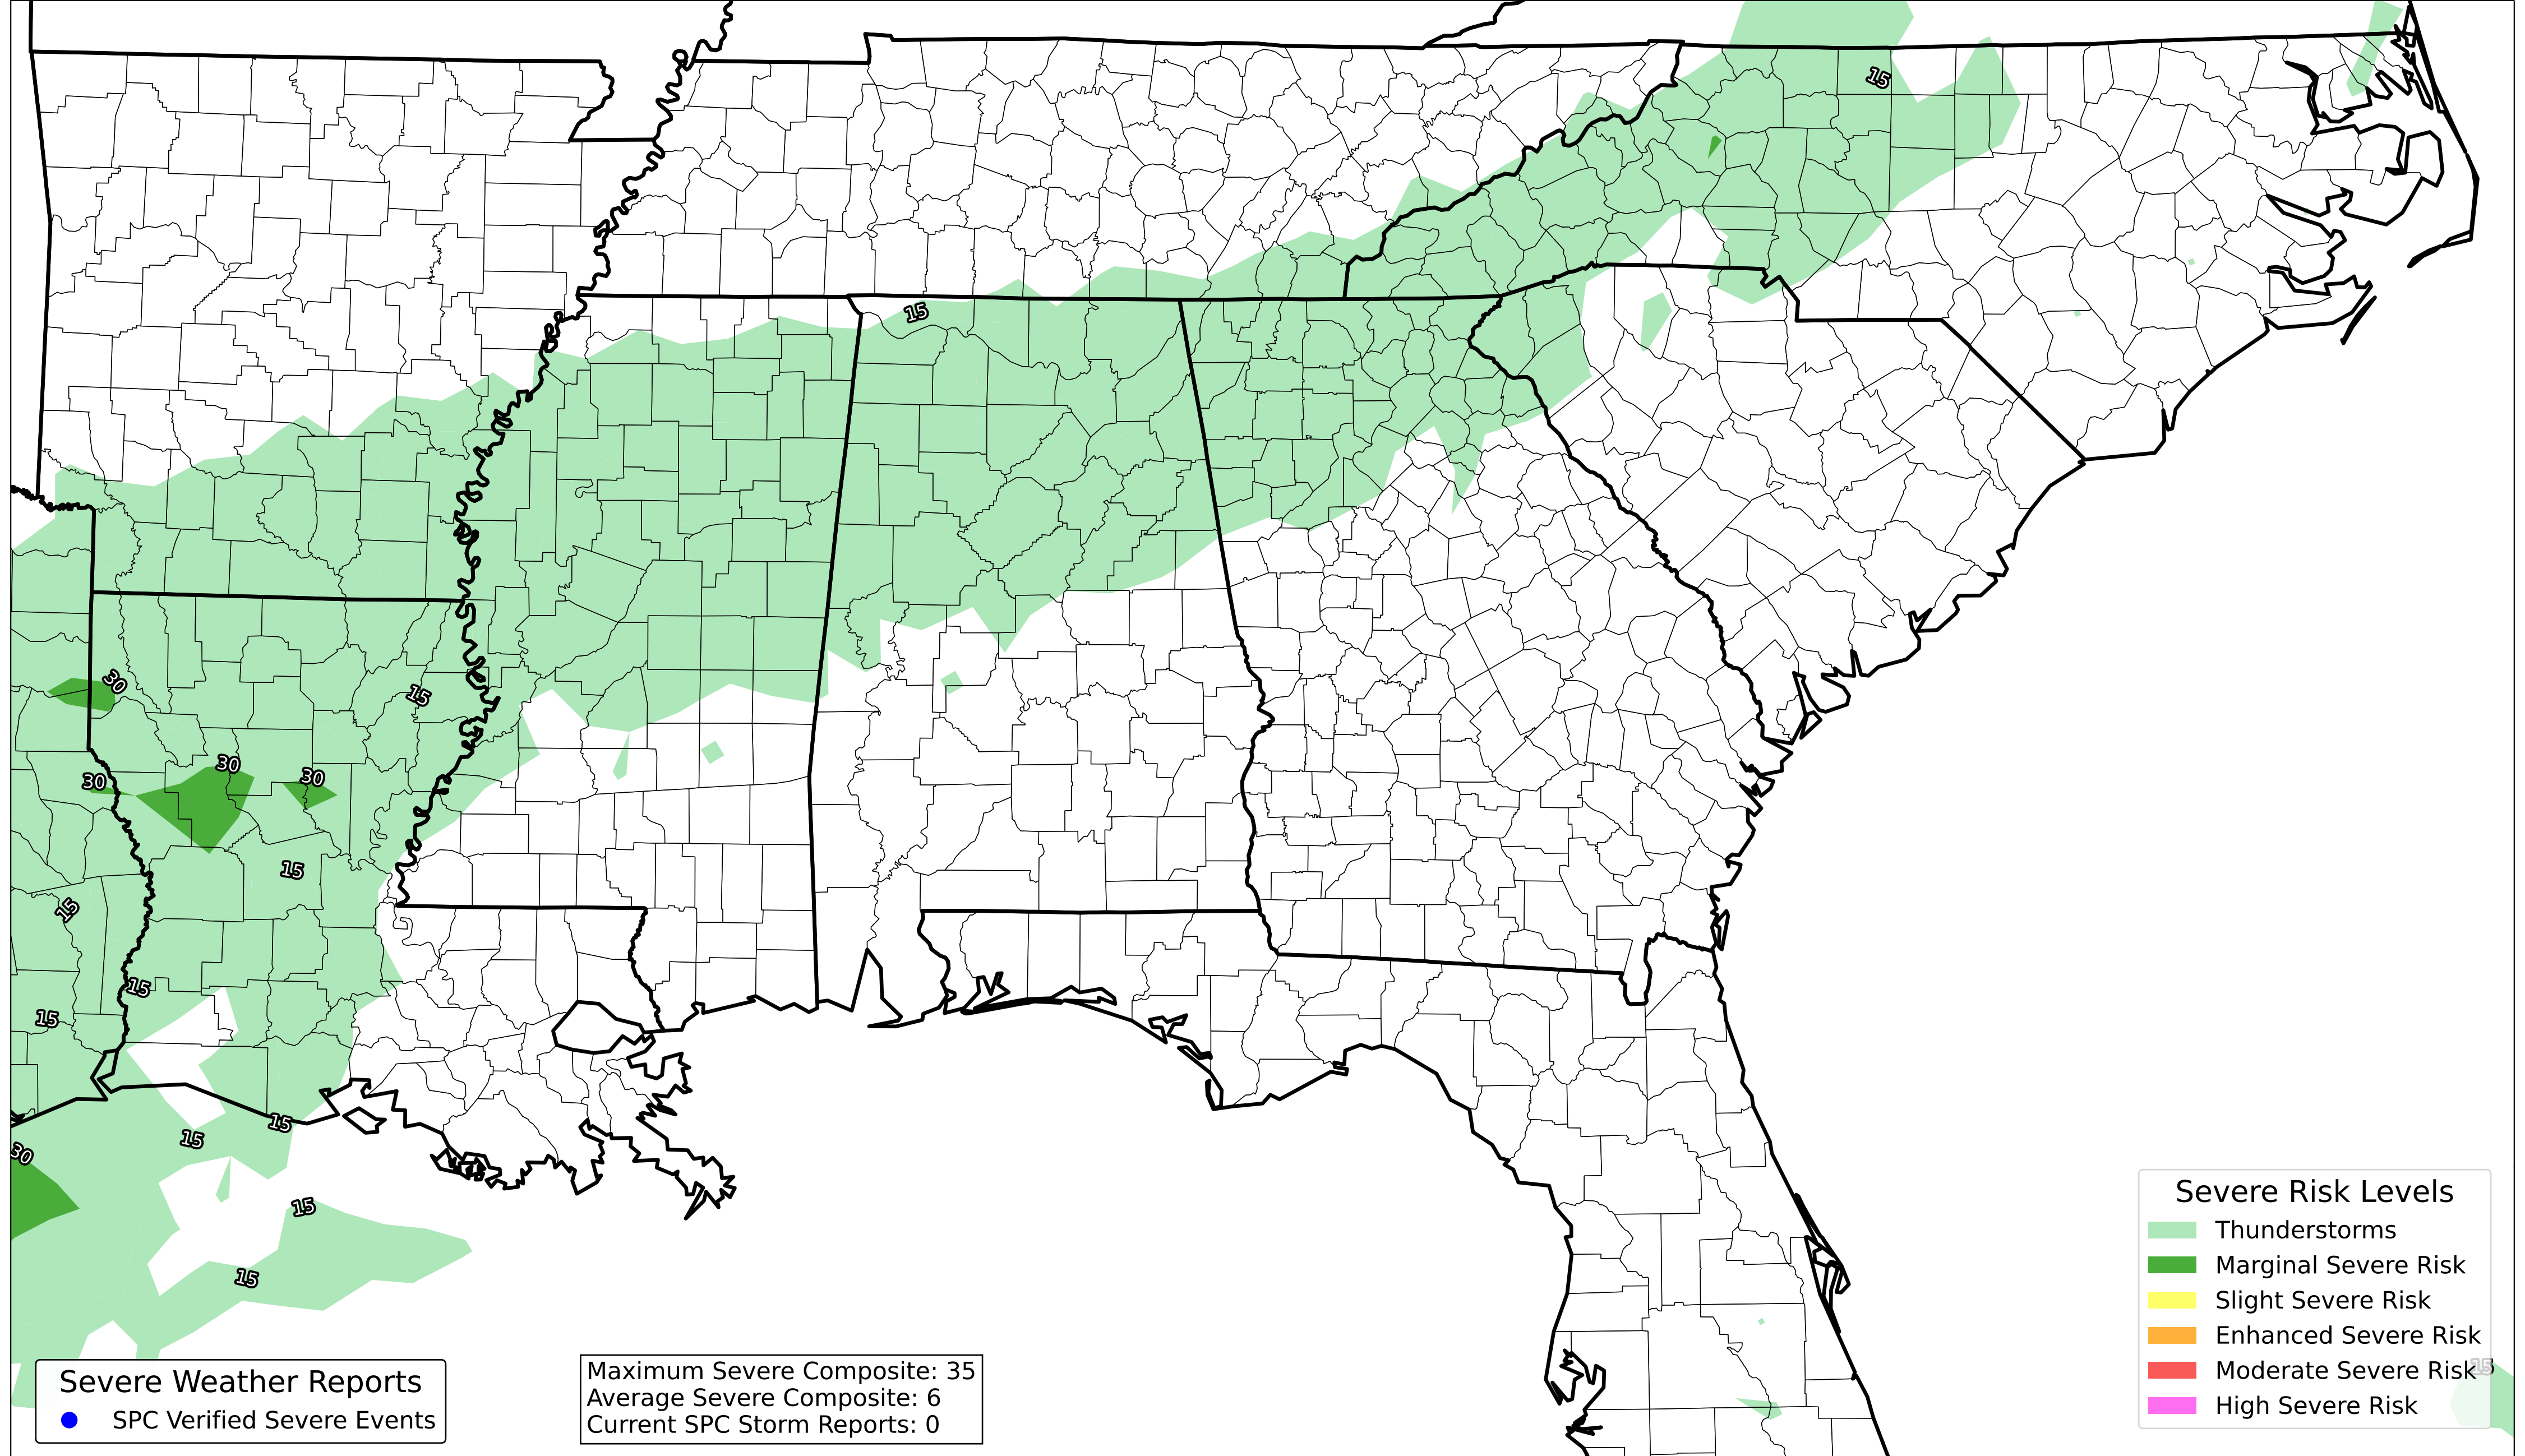 15
15
30
15
30
30
30
15
15
15
15
15
15
30
15
15
15
Severe Weather Reports
SPC Verified Severe Events
Maximum Severe Composite: 35
Average Severe Composite: 6
Current SPC Storm Reports: 0
Severe Risk Levels
Thunderstorms
Marginal Severe Risk
Slight Severe Risk
Enhanced Severe Risk
Moderate Severe Risk
High Severe Risk